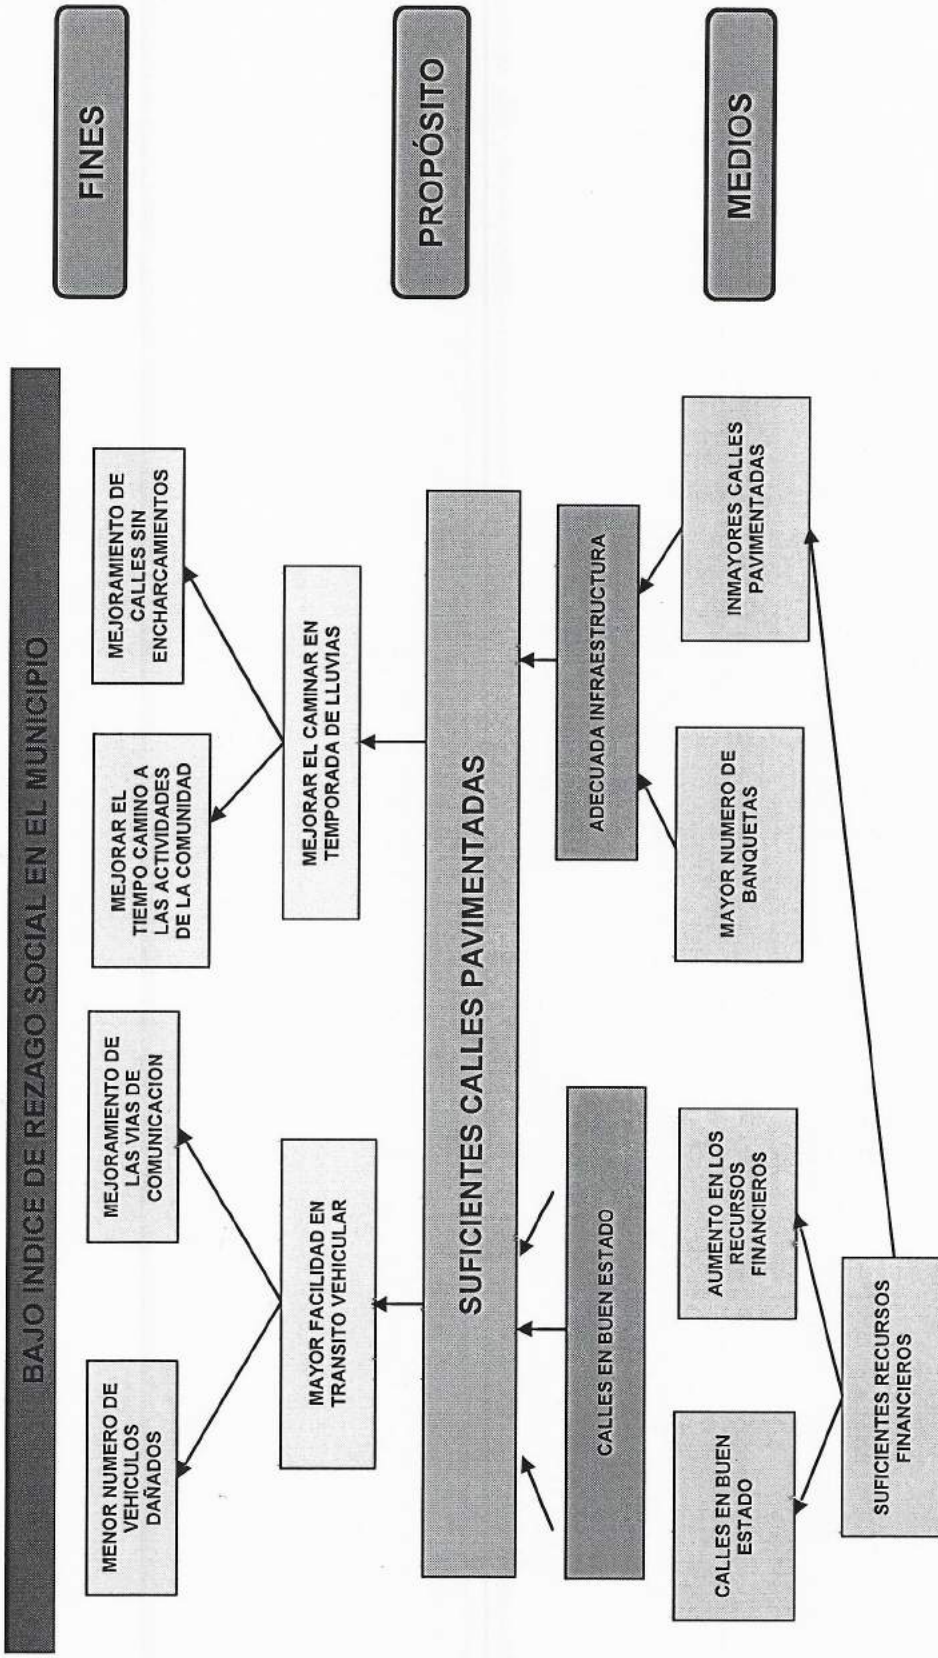 BAJO INDICE DE REZAGO SOCIAL EN EL MUNICIPIO
FINES
MENOR NUMERO DE
VEHICULOS
DAÑADOS
MEJORAMIENTO DE
LAS VIAS DE
COMUNICACION
MEJORAR EL
TIEMPO CAMINO A
LAS ACTIVIDADES
DE LA COMUNIDAD
MEJORAMIENTO DE
CALLES SIN
ENCHARCAMIENTOS
MAYOR FACILIDAD EN
TRANSITO VEHICULAR
MEJORAR EL CAMINAR EN
TEMPORADA DE LLUVIAS
SUFICIENTES CALLES PAVIMENTADAS
PROPÓSITO
CALLES EN BUEN ESTADO
ADECUADA INFRAESTRUCTURA
CALLES EN BUEN
ESTADO
AUMENTO EN LOS
RECURSOS
FINANCIEROS
MAYOR NUMERO DE
BANQUETAS
INMAYORES CALLES
PAVIMENTADAS
MEDIOS
SUFICIENTES RECURSOS
FINANCIEROS